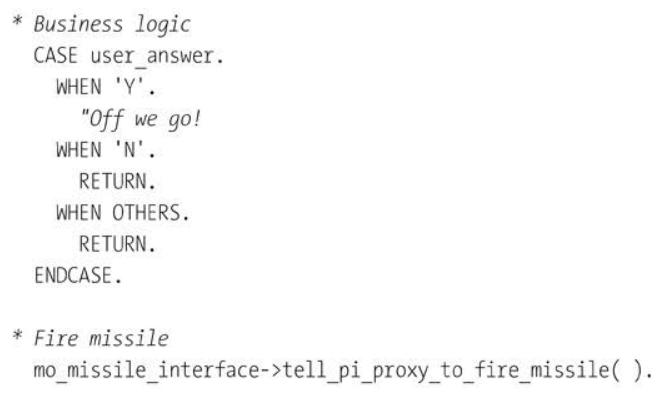 * Business logic
CASE user_answer.
WHEN 'Y'.
"Off we go!
WHEN 'N'.
RETURN.
WHEN OTHERS.
RETURN.
ENDCASE.
* Fire missile
mo_missile_interface->tell_pi_proxy_to_fire_missile( ).